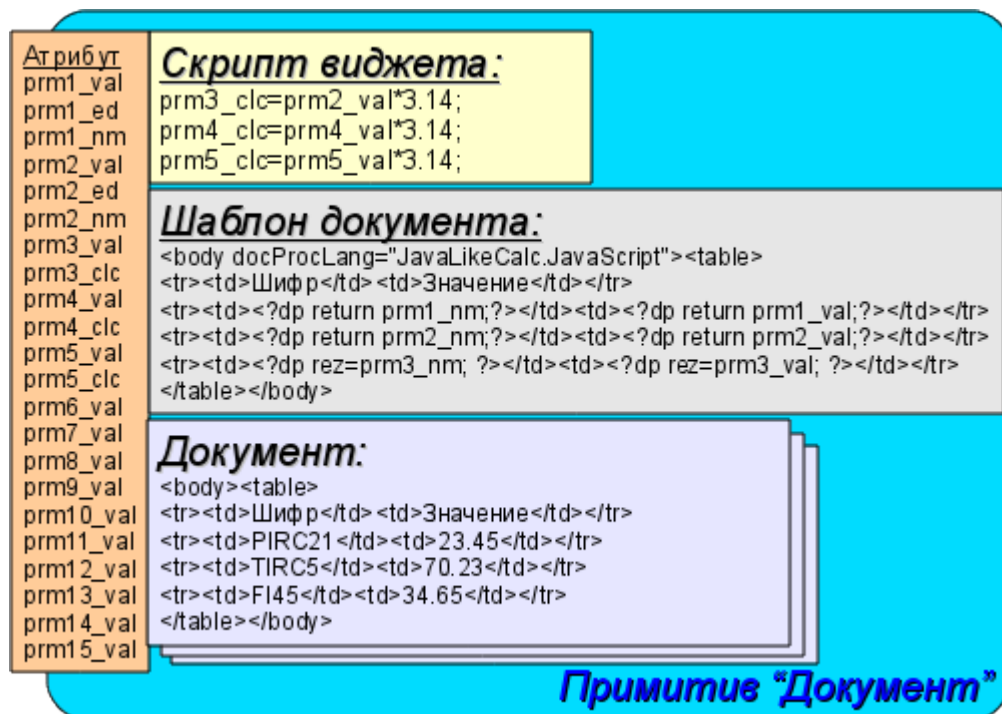 Атрибут
prm1_val
prm1_ed
prm1_nm
prm2_val
prm2_ed
prm2_nm
prm3_val
prm3_clc
prm4_val
prm4_clc
prm5_val
prm5_clc
prm6_val
prm7_val
prm8_val
prm9_val
prm10_val
prm11_val
prm12_val
prm13_val
prm14_val
prm15_val
Скрипт виджета:
prm3_clc=prm2_val*3.14;
prm4_clc=prm4_val*3.14;
prm5_clc=prm5_val*3.14;
Шаблон документа:
<body docProcLang="JavaLikeCalc.JavaScript"><table>
<tr><td>Шифр</td><td>Значение</td></tr>
<tr><td><?dp return prm1_nm;?></td><td><?dp return prm1_val;?></td></tr>
<tr><td><?dp return prm2_nm;?></td><td><?dp return prm2_val;?></td></tr>
<tr><td><?dp rez=prm3_nm; ?></td><td><?dp rez=prm3_val; ?></td></tr>
</table></body>
Документ:
<body><table>
<tr><td>Шифр</td><td>Значение</td></tr>
<tr><td>PIRC21</td><td>23.45</td></tr>
<tr><td>TIRC5</td><td>70.23</td></tr>
<tr><td>FI45</td><td>34.65</td></tr>
</table></body>
Примитив “Документ”